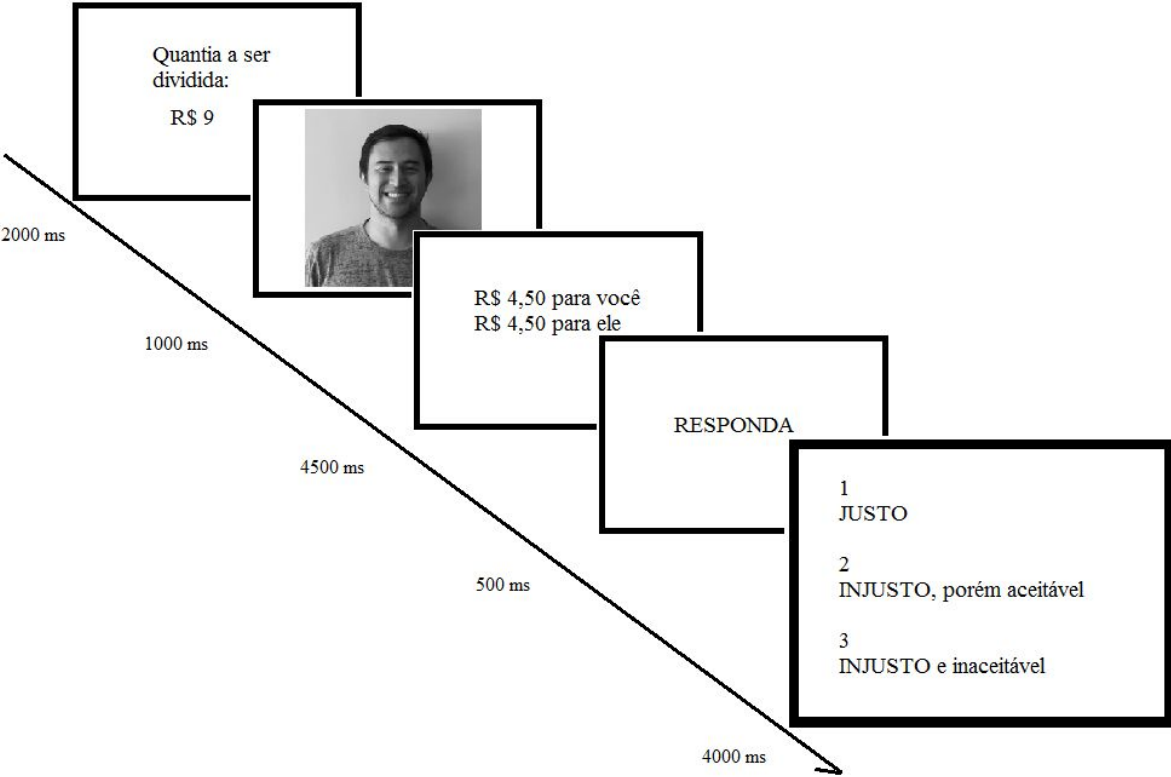 Quantia a ser
dividida:
R$ 9
2000 ms
1000 ms
R$ 4,50 para você
R$ 4,50 para ele
4500 ms
RESPONDA
500 ms
1
JUSTO
2
INJUSTO, porém aceitável
3
INJUSTO e inaceitável
4000 ms